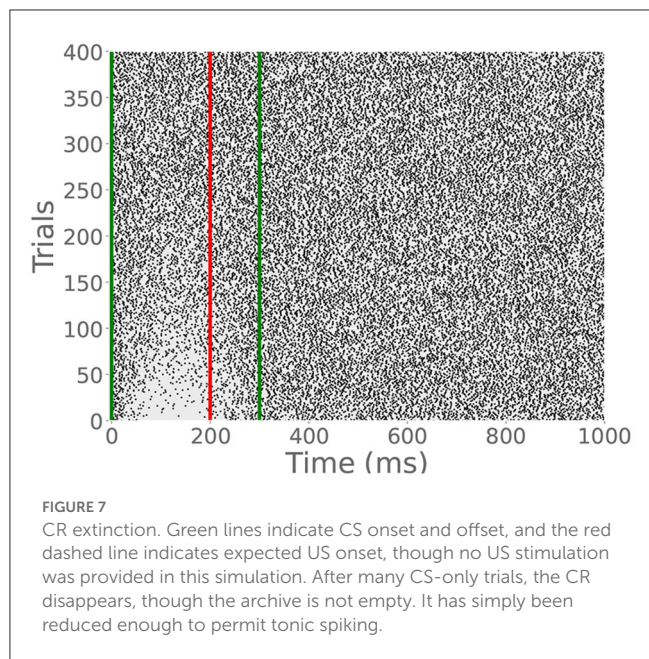 400
350
300
250
200
150
100
50
0
Trials
0 200 400 600 800 1000
Time (ms)
FIGURE 7
CR extinction. Green lines indicate CS onset and offset, and the red
dashed line indicates expected US onset, though no US stimulation
was provided in this simulation. After many CS-only trials, the CR
disappears, though the archive is not empty. It has simply been
reduced enough to permit tonic spiking.